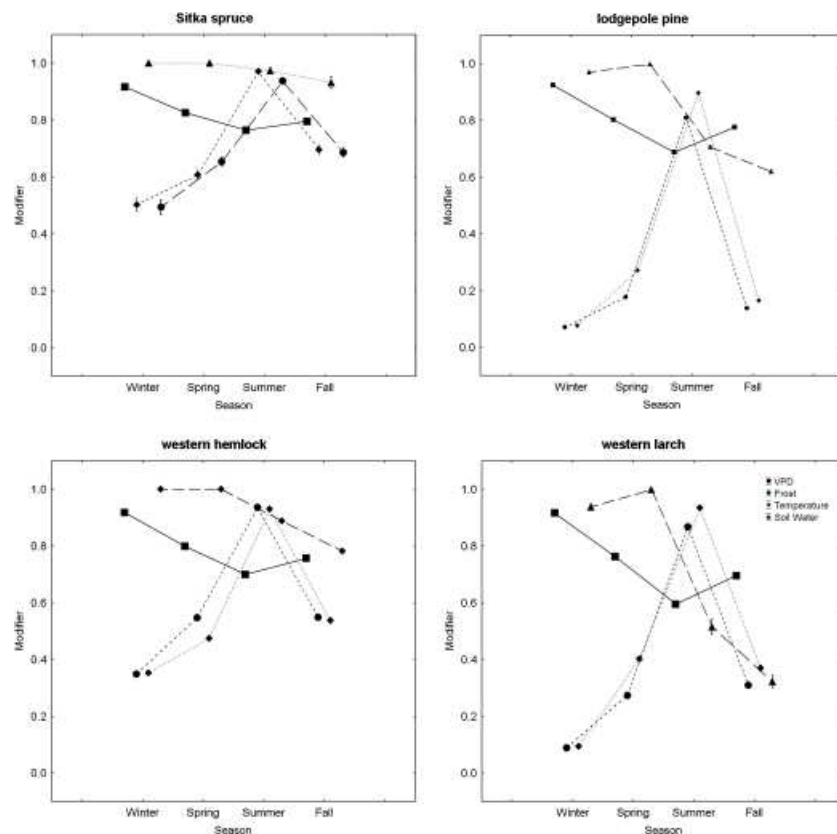 Sitka spruce
1.0
0.8
0.6
0.4
0.2
0.0
Modifier
Winter Spring Summer Fall
Season
lodgepole pine
1.0
0.8
0.6
0.4
0.2
0.0
Modifier
Winter Spring Summer Fall
Season
western hemlock
1.0
0.8
0.6
0.4
0.2
0.0
Modifier
Winter Spring Summer Fall
Season
western larch
VPD
Frost
Temperature
Soil Water
1.0
0.8
0.6
0.4
0.2
0.0
Modifier
Winter Spring Summer Fall
Season